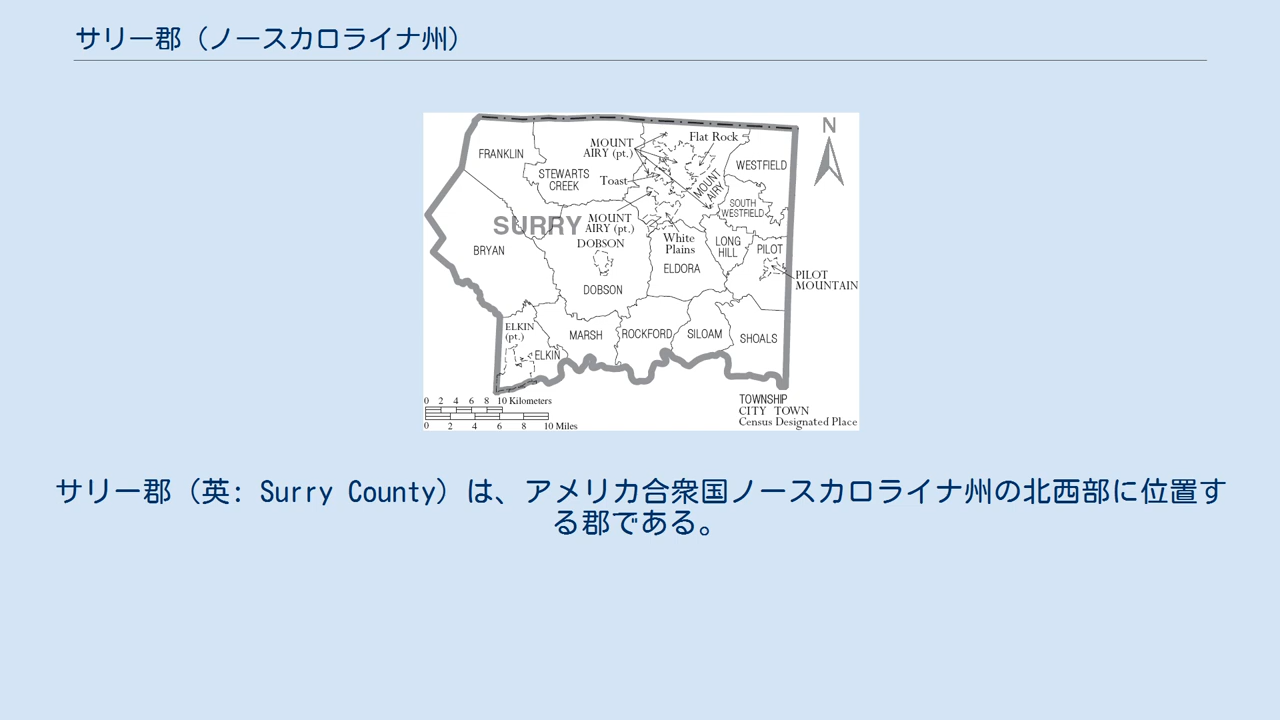 サリー郡（ノースカロライナ州）
N
Flat Rock
MOUNT
AIRY (pt.)
FRANKLIN
WESTFIELD
STEWARTS
CREEK
Toast
MOUNT
AIRY
SOUTH
WESTFIELD
SURRY
MOUNT
AIRY (pt.)
DOBSON
White
Plains
LONG
HILL
PILOT
BRYAN
ELDORA
PILOT
MOUNTAIN
DOBSON
ELKIN
(pt.)
MARSH
ROCKFORD
SILOAM
SHOALS
ELKIN
0 2 4 6 8 10 Kilometers
0 2 4 6 8 10 Miles
TOWNSHIP
CITY TOWN
Census Designated Place
サリー郡（英: Surry County）は、アメリカ合衆国ノースカロライナ州の北西部に位置す
る郡である。